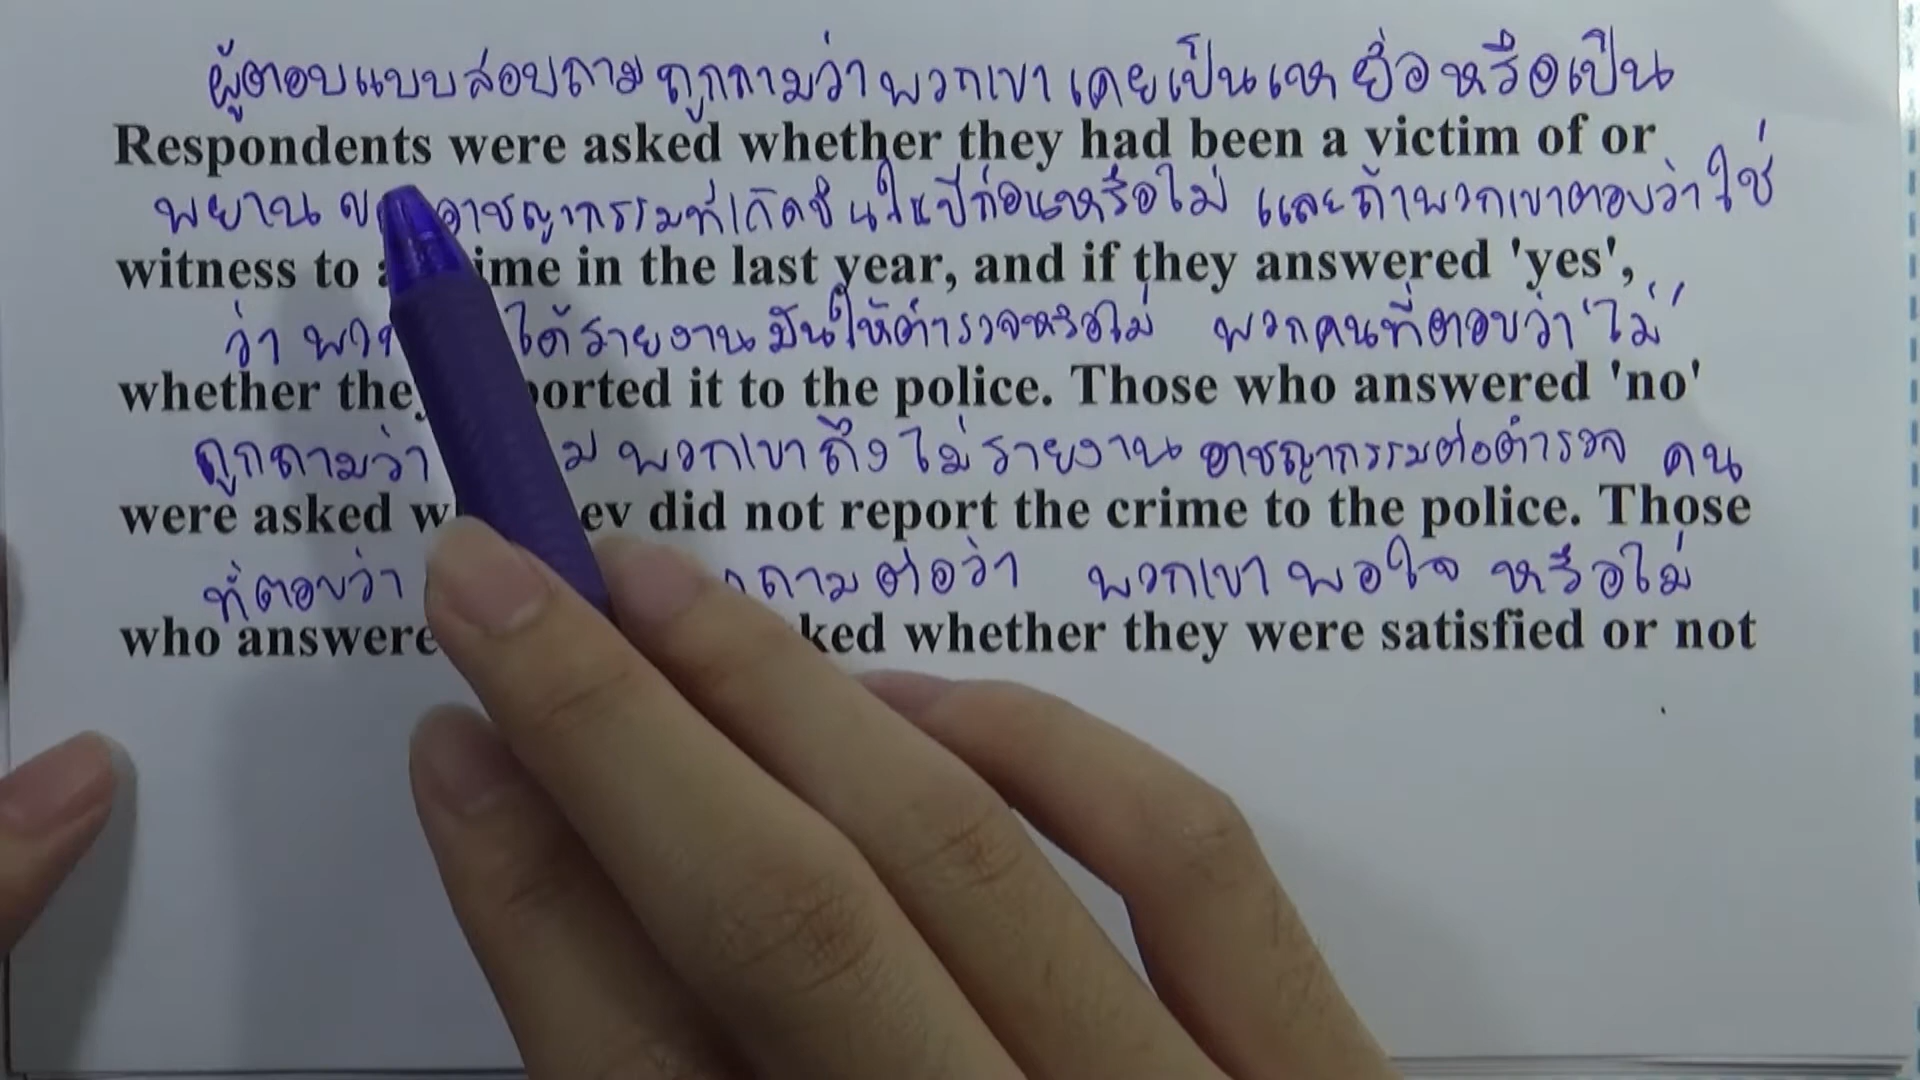 ผู้ตอบแบบสอบถามถูกถามว่าพวกเขาเคยเป็นเหยื่อหรือเป็น
Respondents were asked whether they had been a victim of or
พยาน อาชญากรรมที่เกิดขึ้นในปีก่อนหรือไม่ และถ้าพวกเขาตอบว่าใช่
witness to in the last year, and if they answered 'yes',
ว่า ได้รายงานมันให้ตำรวจหรือไม่ พวกคนที่ตอบว่า 'ไม่'
whether they it to the police. Those who answered 'no'
ถูกถามว่า พวกเขาถึงไม่รายงานอาชญากรรมต่อตำรวจ คน
were asked did not report the crime to the police. Those
ที่ตอบว่า ถามต่อว่า พวกเขาพอใจหรือไม่
who whether they were satisfied or not